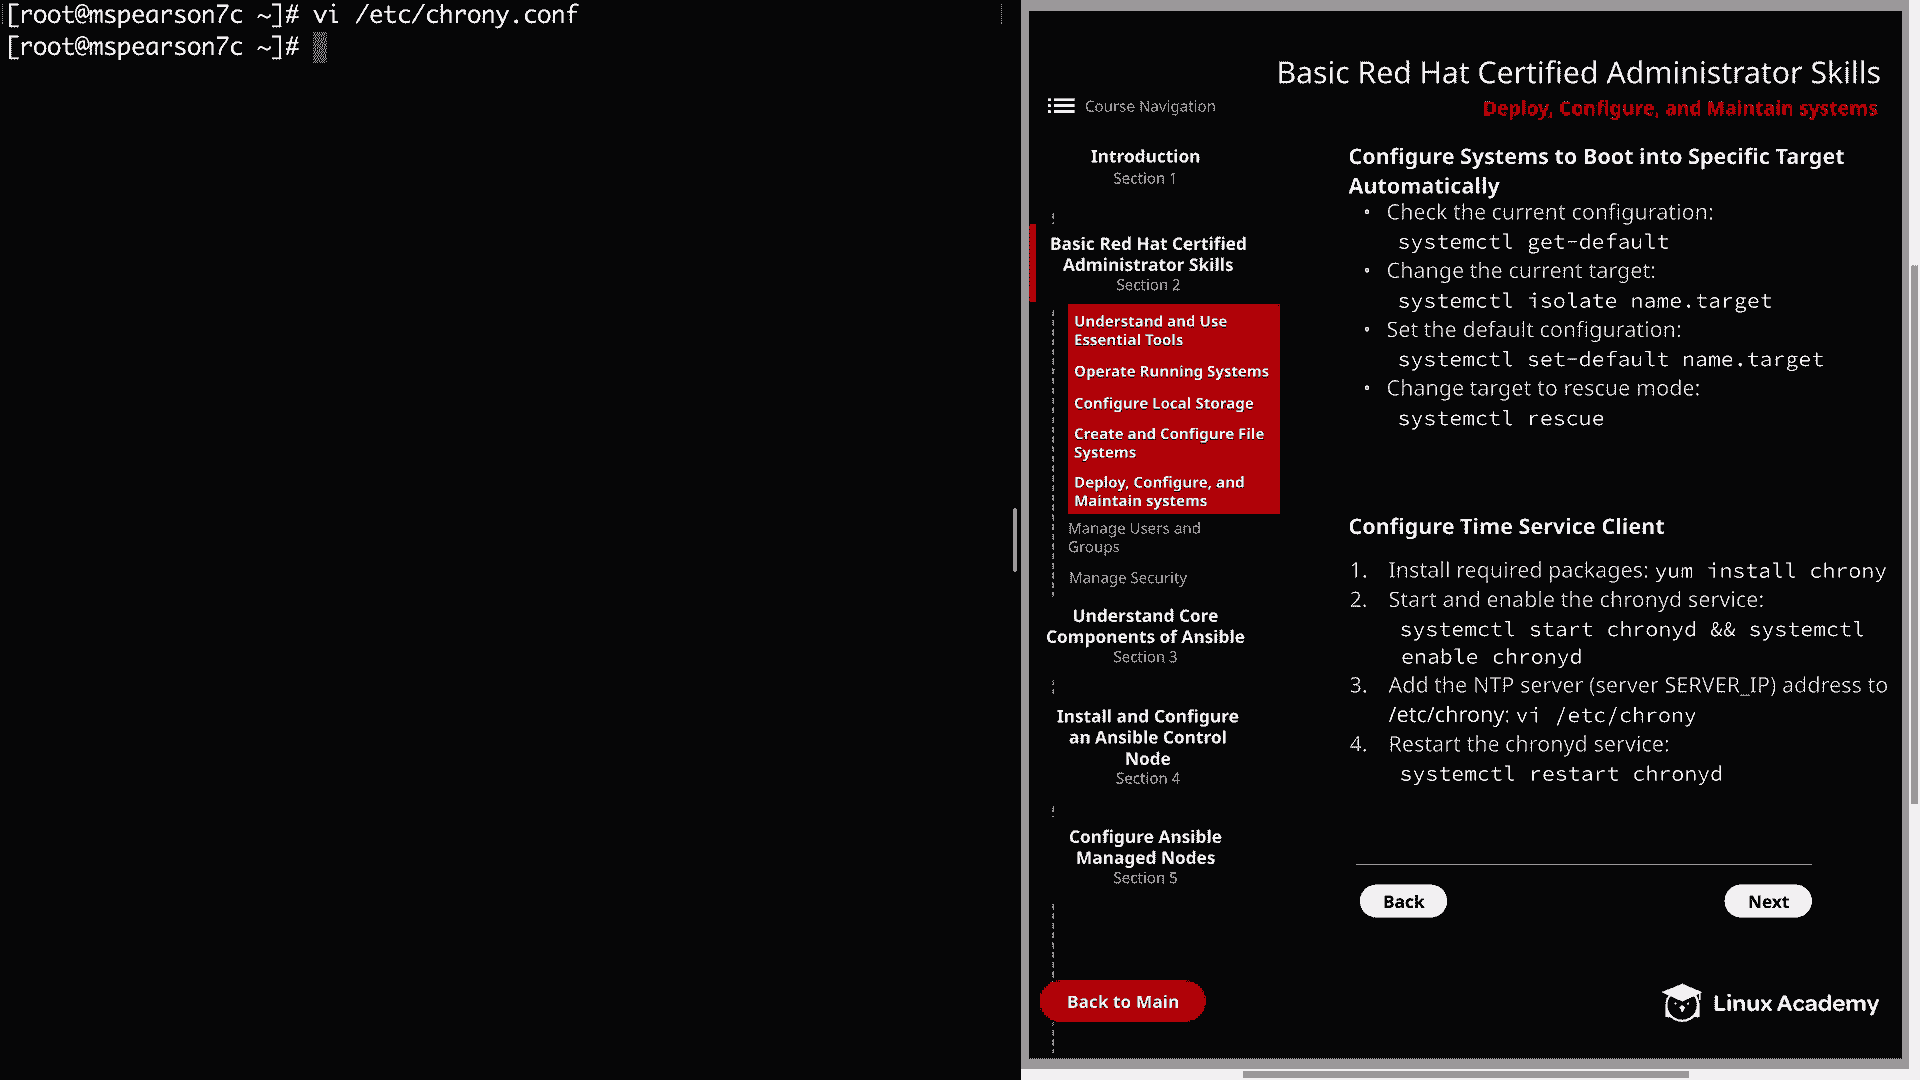 [root@mspearson7c ~]# vi /etc/chrony.conf
[root@mspearson7c ~]#
Basic Red Hat Certified Administrator Skills
Deploy, Configure, and Maintain systems
Course Navigation
Introduction
Section 1
Basic Red Hat Certified
Administrator Skills
Section 2
Understand and Use
Essential Tools
Operate Running Systems
Configure Local Storage
Create and Configure File
Systems
Deploy, Configure, and
Maintain systems
Manage Users and
Groups
Manage Security
Understand Core
Components of Ansible
Section 3
Install and Configure
an Ansible Control
Node
Section 4
Configure Ansible
Managed Nodes
Section 5
Back to Main
Configure Systems to Boot into Specific Target
Automatically
• Check the current configuration:
systemctl get-default
• Change the current target:
systemctl isolate name.target
• Set the default configuration:
systemctl set-default name.target
• Change target to rescue mode:
systemctl rescue
Configure Time Service Client
1. Install required packages: yum install chrony
2. Start and enable the chronyd service:
systemctl start chronyd && systemctl
enable chronyd
3. Add the NTP server (server SERVER_IP) address to
/etc/chrony: vi /etc/chrony
4. Restart the chronyd service:
systemctl restart chronyd
Back
Next
Linux Academy